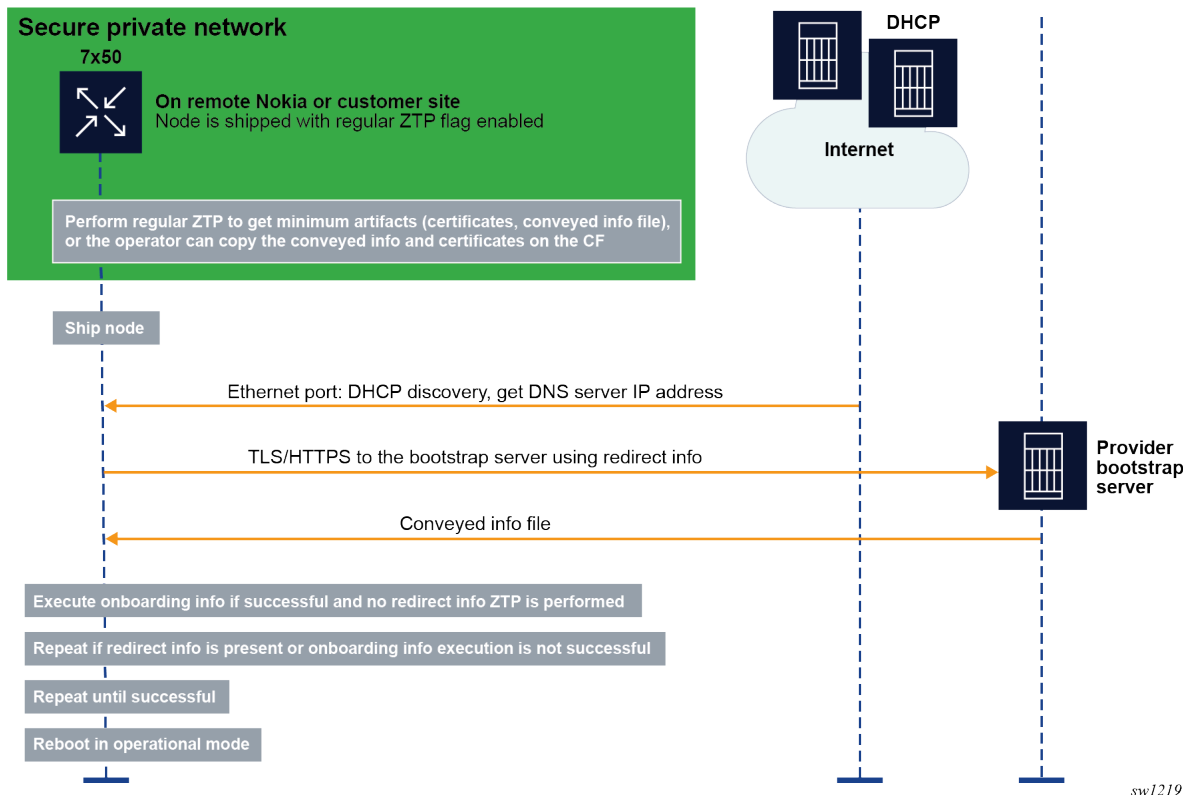 Secure private network
7x50
On remote Nokia or customer site
Node is shipped with regular ZTP flag enabled
Perform regular ZTP to get minimum artifacts (certificates, conveyed info file),
or the operator can copy the conveyed info and certificates on the CF
DHCP
Internet
Ship node
Ethernet port: DHCP discovery, get DNS server IP address
TLS/HTTPS to the bootstrap server using redirect info
Provider
bootstrap
server
Conveyed info file
Execute onboarding info if successful and no redirect info ZTP is performed
Repeat if redirect info is present or onboarding info execution is not successful
Repeat until successful
Reboot in operational mode
sw1219